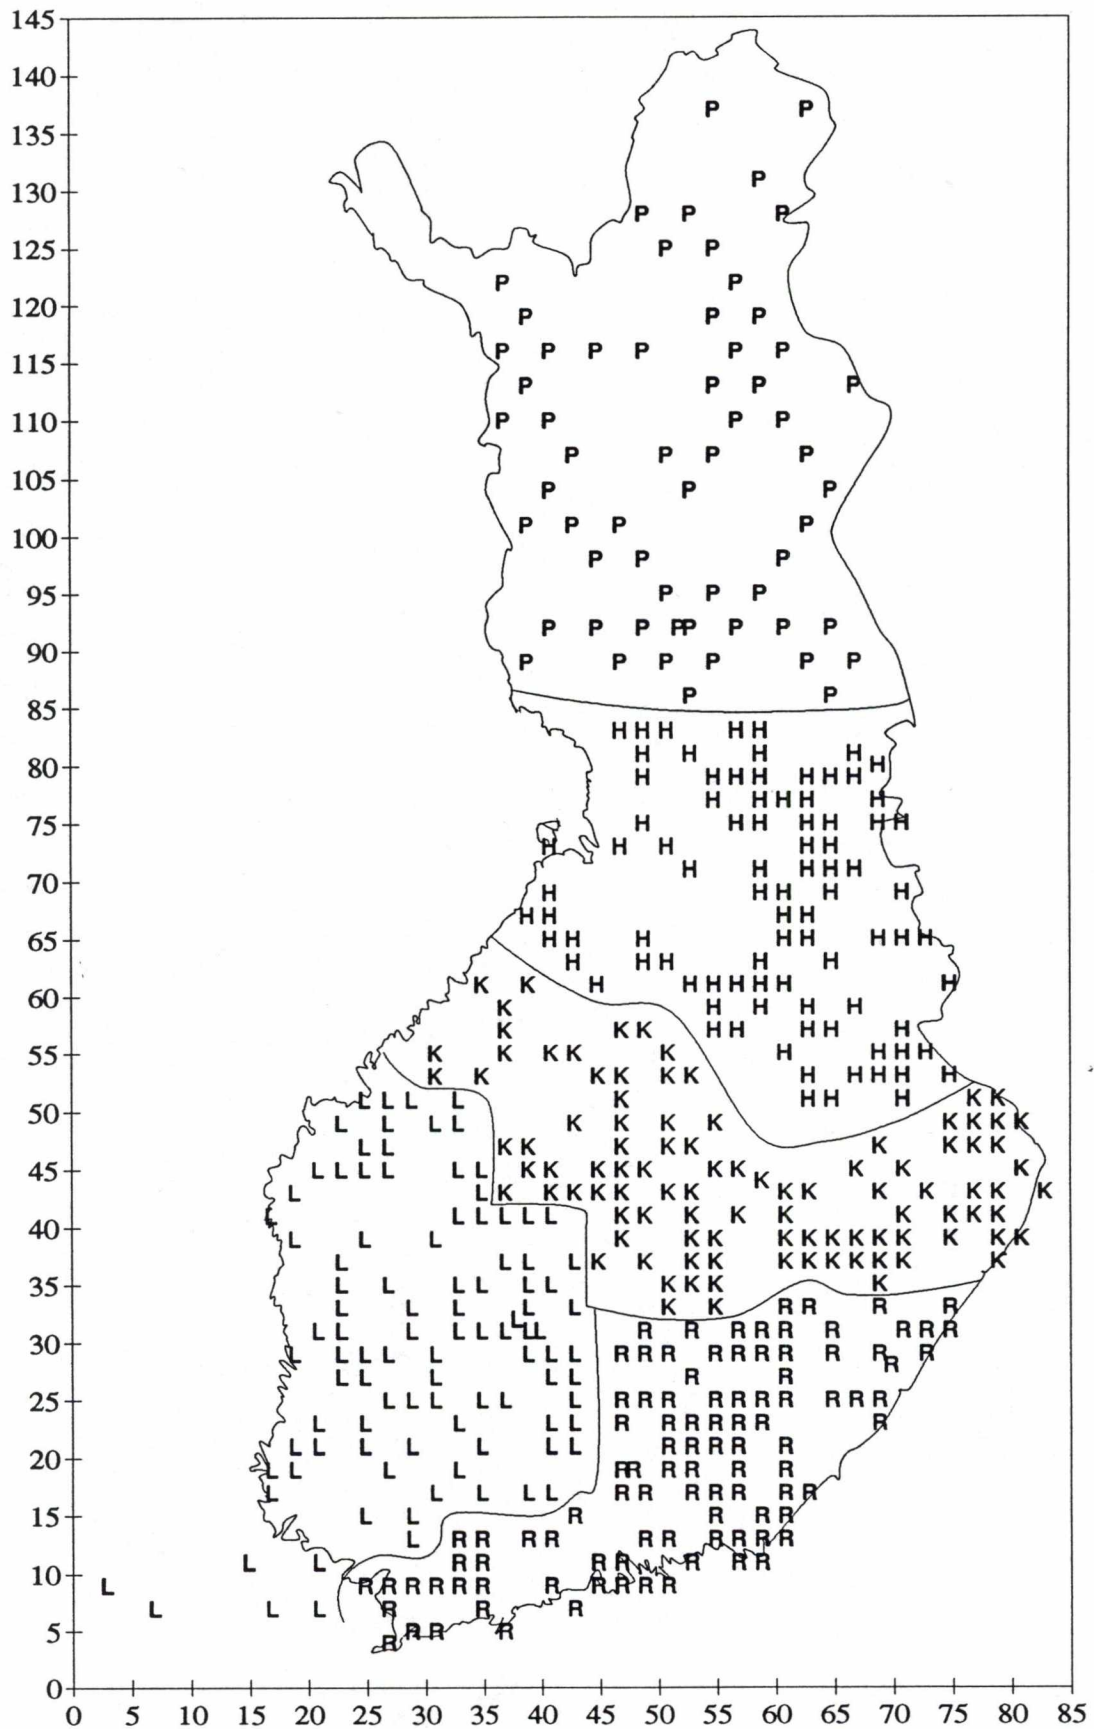 145
140
P P
135
P
130
P P P
125 P P
P P
120
P P P
P P P P P P
115
P P P P
110 P P P P
P P P P
105
P P P
P P P P
100
P P P
95 P P P
P P P P P P P P
90
P P P P P P
P P
85
H H H H H
H H H H
80 H
H H H H H H H
H H H H H
75 H H H H H H H
H H H H H
H H H H H
70
H H H H H
H H H H
65 H H H H H H H H
H H H H H
K K H H H H H H H
60
K H H H H
K K K H H H H H
55 K K K K K H H H H
K K K K K K H H H H H
L L L L K H H H K K
50
L L L L K K K K K K K K
L L K K K K K K K K K
45 L L L L L L K K K K K K K K K K
K
L L K K K K K K K K K K K K K K
L L L L L L K K K K K K K K K
40
L L L K K K K K K K K K K K K
L L L L K K K K K K K K K K K
35 L L L L L L K K K K
L L L L L K K R R R R
L
L L L L L L L L R R R R R R R R R
30
L L L L L L L L R R R R R R R R R R
R
L L L L L R R
25 L L L L L L R R R R R R R R R R
L L L L L R R R R R R R
L L L L L L L R R R R R
20
L L L L R R R R R R
L L L L L R R R R R R R
15 L L R R R R
L R R R R R R R R R R
L L R R R R R R R
10
L R R R R R R R R R R R
L L L R R R
5 R R R
R
0
0 5 10 15 20 25 30 35 40 45 50 55 60 65 70 75 80 85